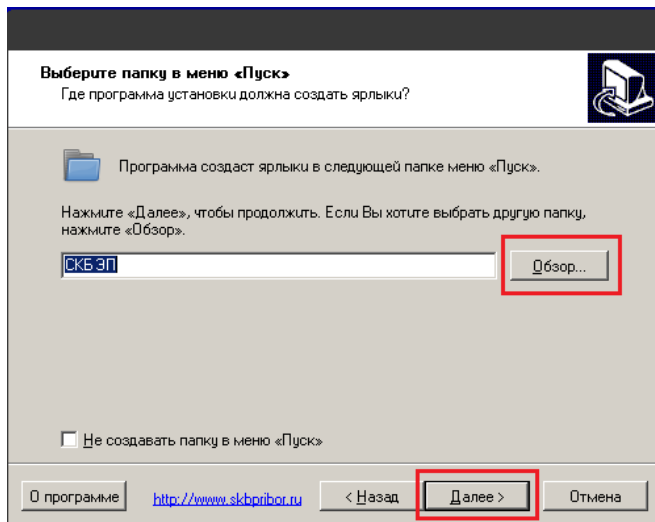 Выберите папку в меню «Пуск»
Где программа установки должна создать ярлыки?
Программа создаст ярлыки в следующей папке меню «Пуск».
Нажмите «Далее», чтобы продолжить. Если Вы хотите выбрать другую папку,
нажмите «Обзор».
СКБ ЭП
Обзор...
Не создавать папку в меню «Пуск»
О программе http://www.skbpribor.ru < Назад Далее > Отмена